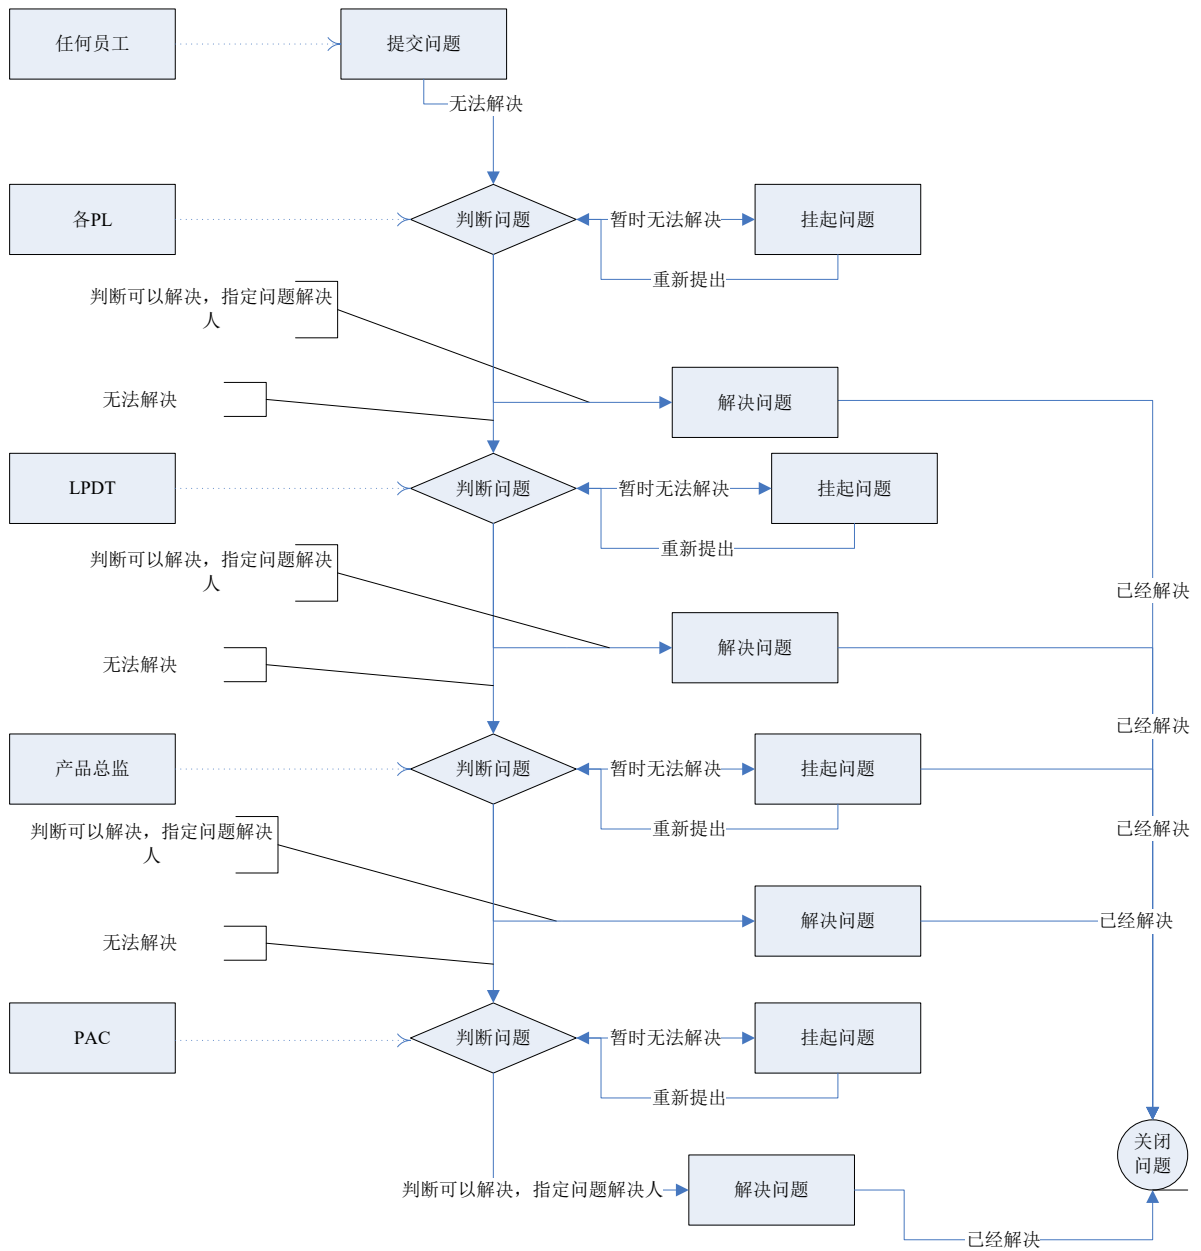 任何员工
提交问题
无法解决
各PL
判断问题
暂时无法解决
挂起问题
重新提出
判断可以解决，指定问题解决
人
无法解决
解决问题
LPDT
判断问题
暂时无法解决
挂起问题
重新提出
判断可以解决，指定问题解决
人
已经解决
无法解决
解决问题
已经解决
产品总监
判断问题
暂时无法解决
挂起问题
重新提出
已经解决
判断可以解决，指定问题解决
人
解决问题
已经解决
无法解决
PAC
判断问题
暂时无法解决
挂起问题
重新提出
关闭
问题
判断可以解决，指定问题解决人
解决问题
已经解决